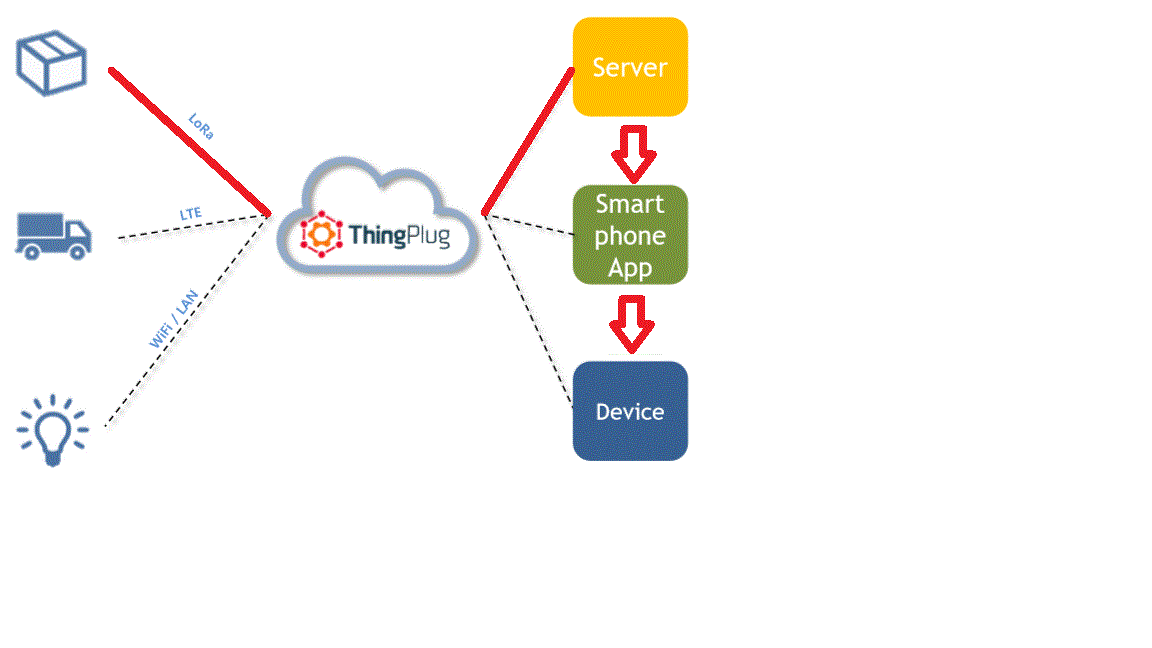 LoRa
LTE
WiFi / LAN
ThingPlug
Server
Smart
phone
App
Device